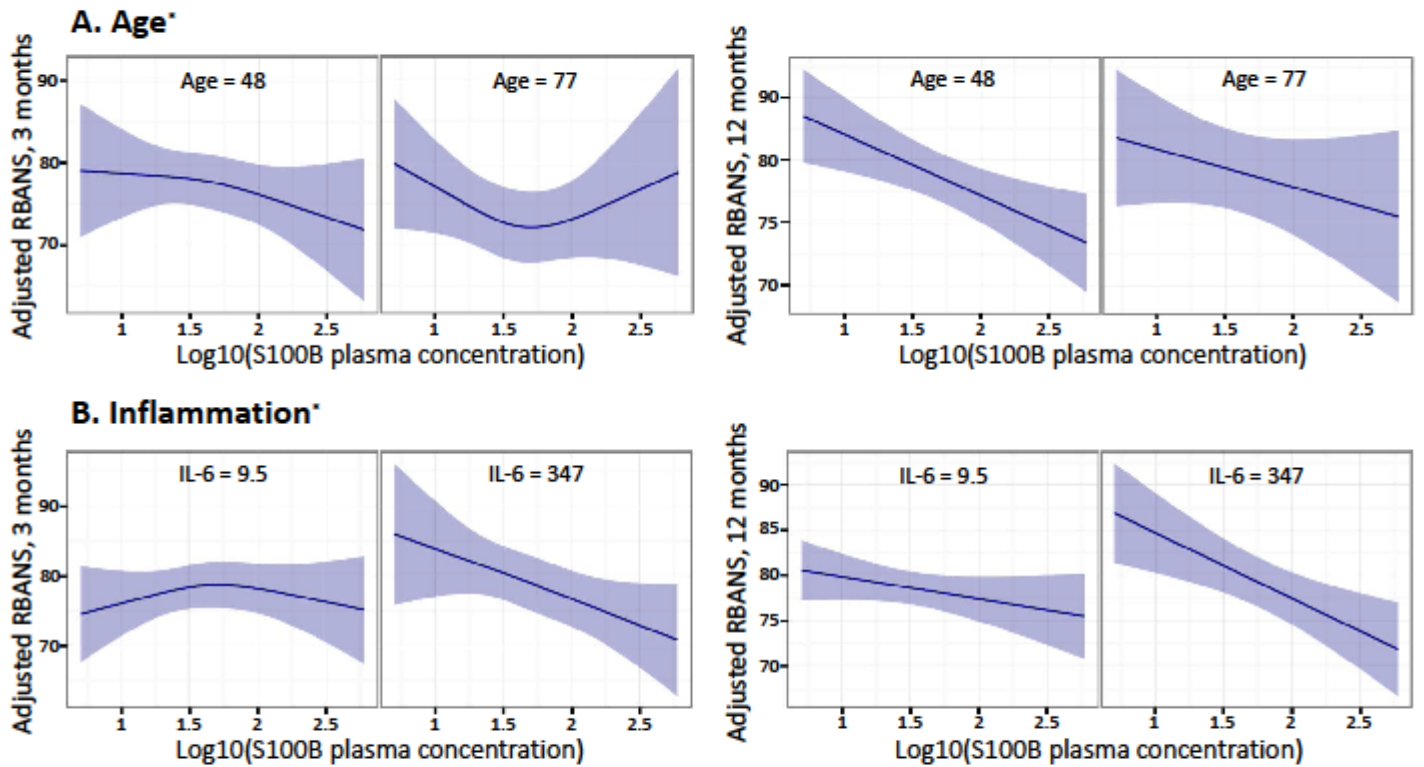 A. Age*
Adjusted RBANS, 3 months
90
80
70
Age = 48
Age = 77
1 1.5 2 2.5 1 1.5 2 2.5
Log10(S100B plasma concentration)
Adjusted RBANS, 12 months
90
80
75
70
Age = 48
Age = 77
1 1.5 2 2.5 1 1.5 2 2.5
Log10(S100B plasma concentration)
B. Inflammation*
Adjusted RBANS, 3 months
90
80
70
IL-6 = 9.5
IL-6 = 347
1 1.5 2 2.5 1 1.5 2 2.5
Log10(S100B plasma concentration)
Adjusted RBANS, 12 months
90
85
80
75
70
IL-6 = 9.5
IL-6 = 347
1 1.5 2 2.5 1 1.5 2 2.5
Log10(S100B plasma concentration)